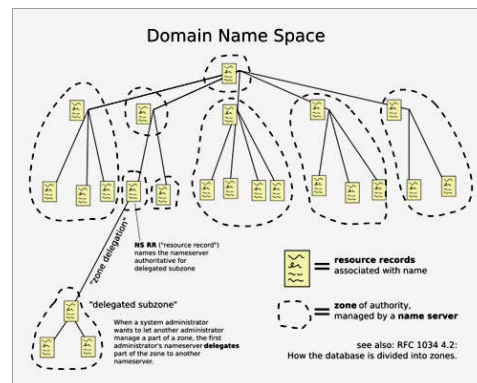 Domain Name Space
NS RR ("resource record")
names the nameserver
authoritative for
delegated subzone
"zone delegation"
= resource records
associated with name
"delegated subzone"
When a system administrator
wants to let another administrator
manage a part of a zone, the first
administrator's nameserver delegates
part of the zone to another
nameserver.
= zone of authority,
managed by a name server
see also: RFC 1034 4.2:
How the database is divided into zones.